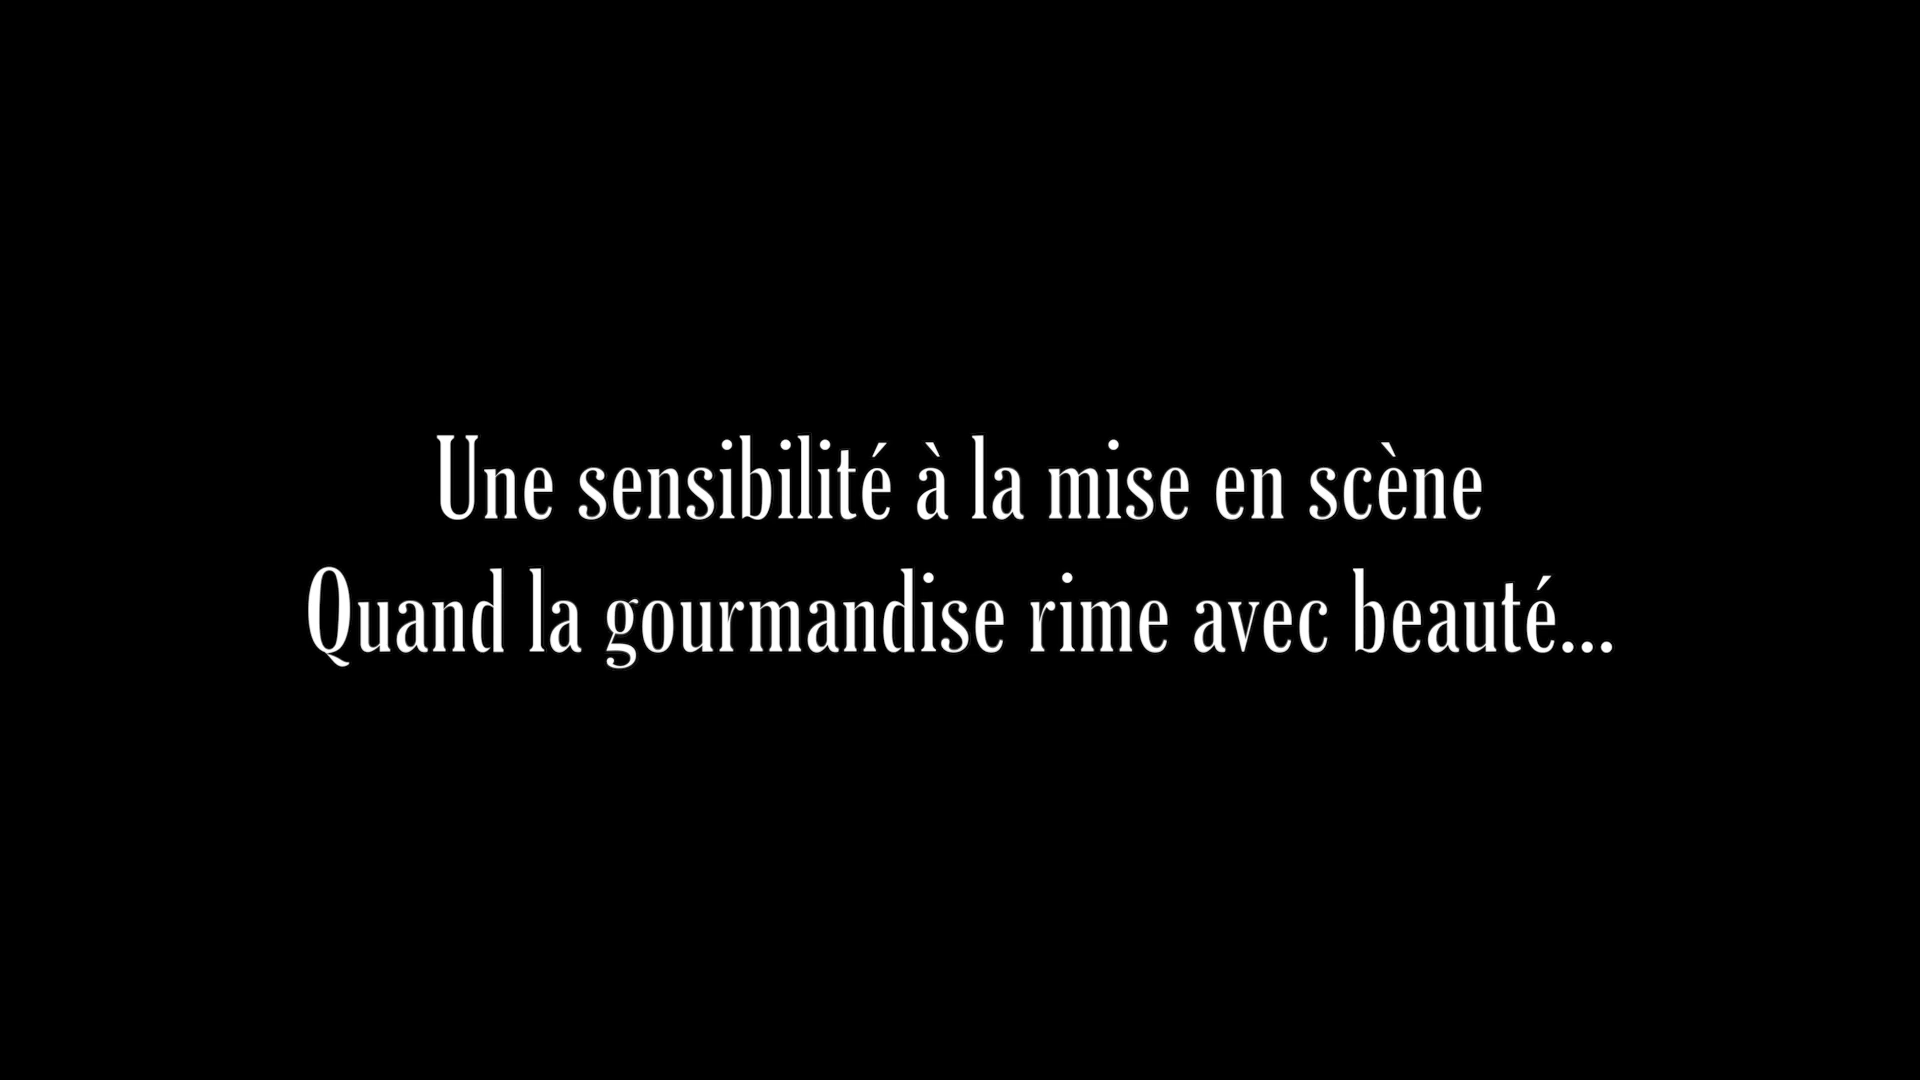 Une sensibilité à la mise en scène
Quand la gourmandise rime avec beauté...